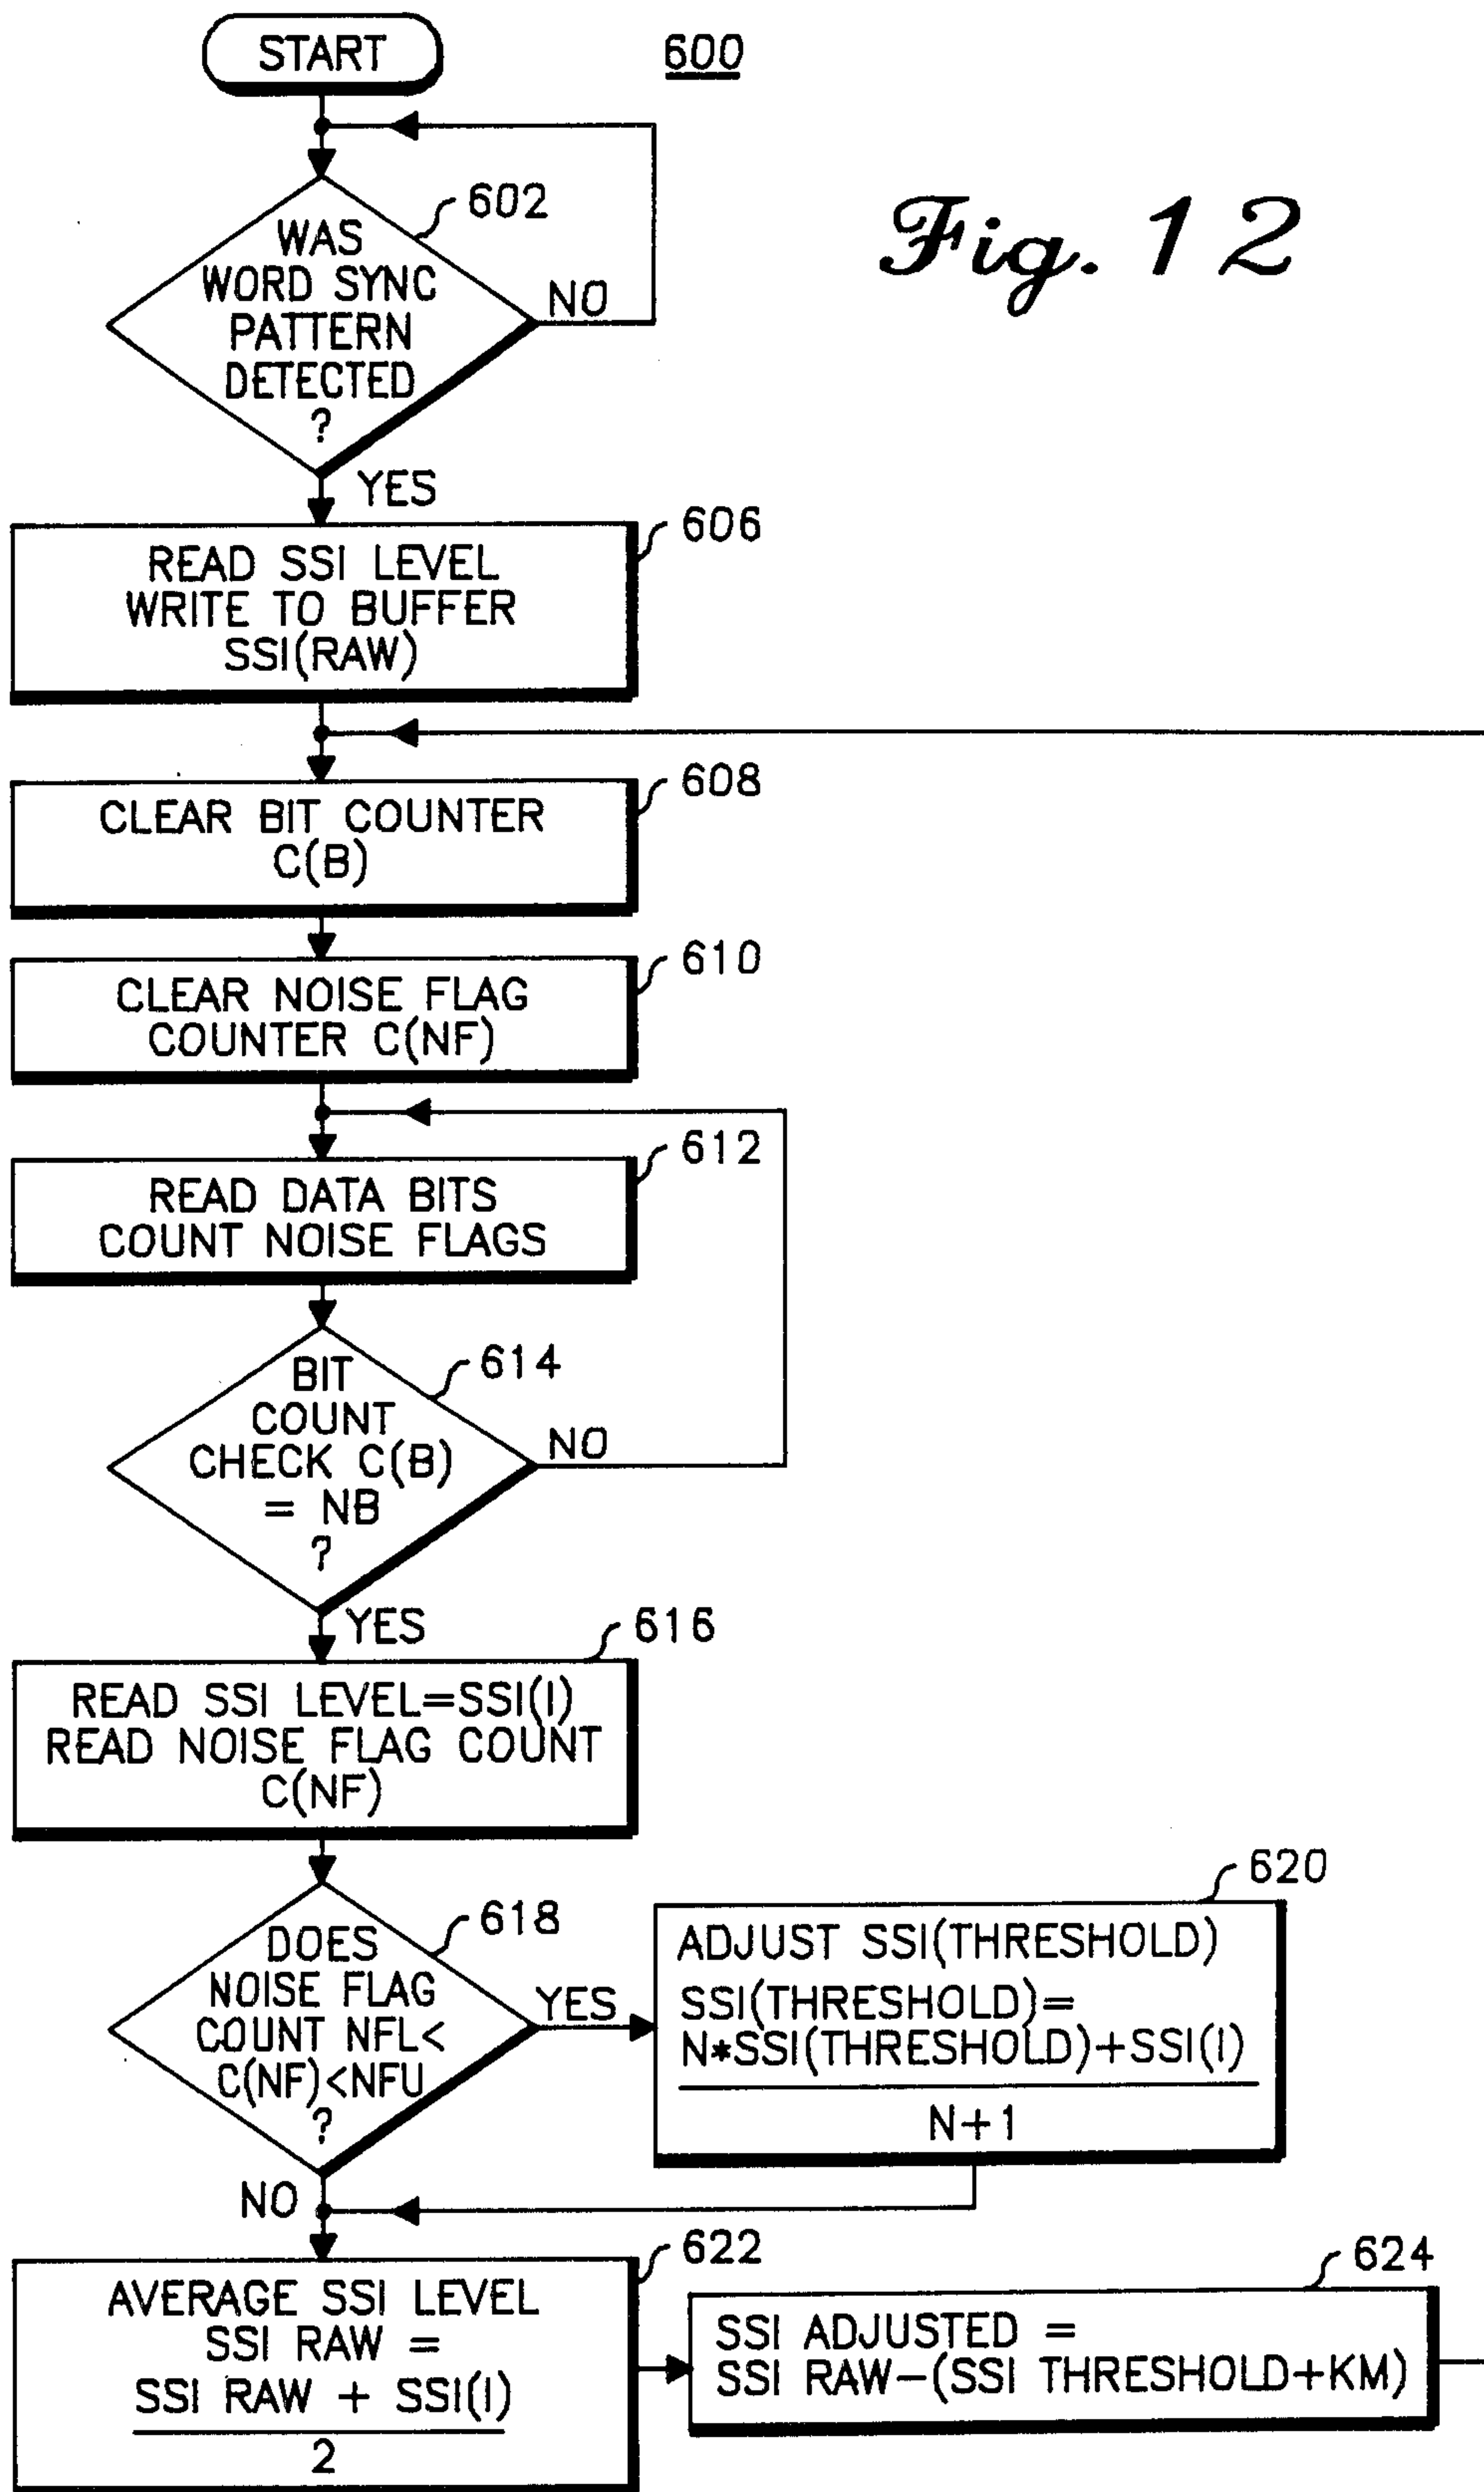 START
600
Fig. 12
602
WAS
WORD SYNC
PATTERN
DETECTED
?
NO
YES
606
READ SSI LEVEL
WRITE TO BUFFER
SSI(RAW)
608
CLEAR BIT COUNTER
C(B)
610
CLEAR NOISE FLAG
COUNTER C(NF)
612
READ DATA BITS
COUNT NOISE FLAGS
614
BIT
COUNT
CHECK C(B)
= NB
?
NO
YES
616
READ SSI LEVEL=SSI(I)
READ NOISE FLAG COUNT
C(NF)
618
DOES
NOISE FLAG
COUNT NFL<
C(NF)<NFU
?
YES
NO
620
ADJUST SSI(THRESHOLD)
SSI(THRESHOLD)=
N*SSI(THRESHOLD)+SSI(I)
N+1
622
AVERAGE SSI LEVEL
SSI RAW =
SSI RAW + SSI(I)
2
624
SSI ADJUSTED =
SSI RAW-(SSI THRESHOLD+KM)